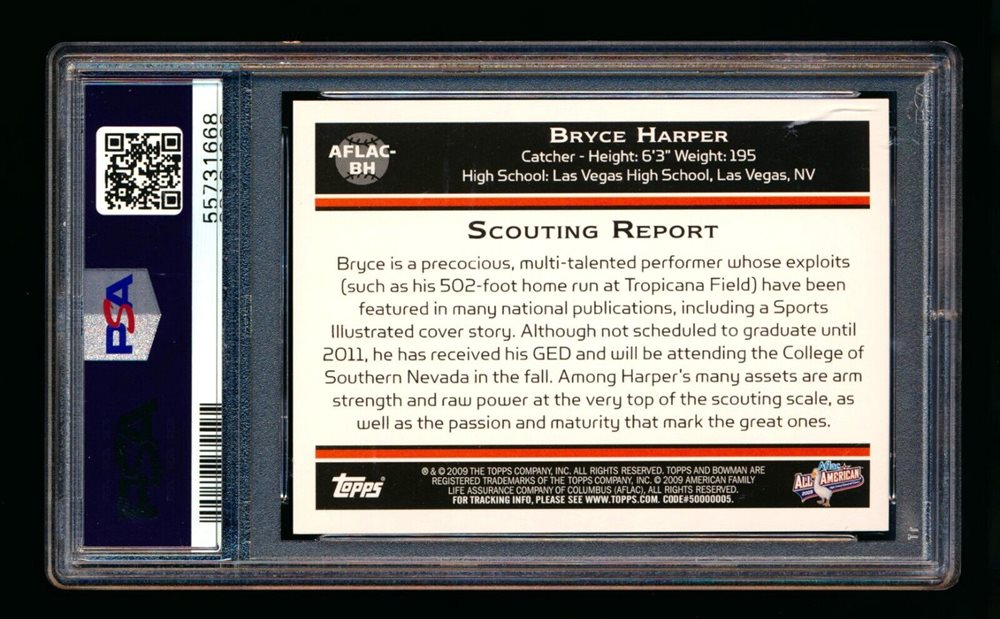 55731668
PSA
PSA
AFLAC-
BH
BRYCE HARPER
Catcher - Height: 6'3" Weight: 195
High School: Las Vegas High School, Las Vegas, NV
SCOUTING REPORT
Bryce is a precocious, multi-talented performer whose exploits
(such as his 502-foot home run at Tropicana Field) have been
featured in many national publications, including a Sports
Illustrated cover story. Although not scheduled to graduate until
2011, he has received his GED and will be attending the College of
Southern Nevada in the fall. Among Harper's many assets are arm
strength and raw power at the very top of the scouting scale, as
well as the passion and maturity that mark the great ones.
topps
® & © 2009 THE TOPPS COMPANY, INC. ALL RIGHTS RESERVED. TOPPS AND BOWMAN ARE
REGISTERED TRADEMARKS OF THE TOPPS COMPANY, INC. © 2009 AMERICAN FAMILY
LIFE ASSURANCE COMPANY OF COLUMBUS (AFLAC), ALL RIGHTS RESERVED.
FOR TRACKING INFO, PLEASE SEE WWW.TOPPS.COM. CODE#50000005.
Aflac
ALL AMERICAN
2009